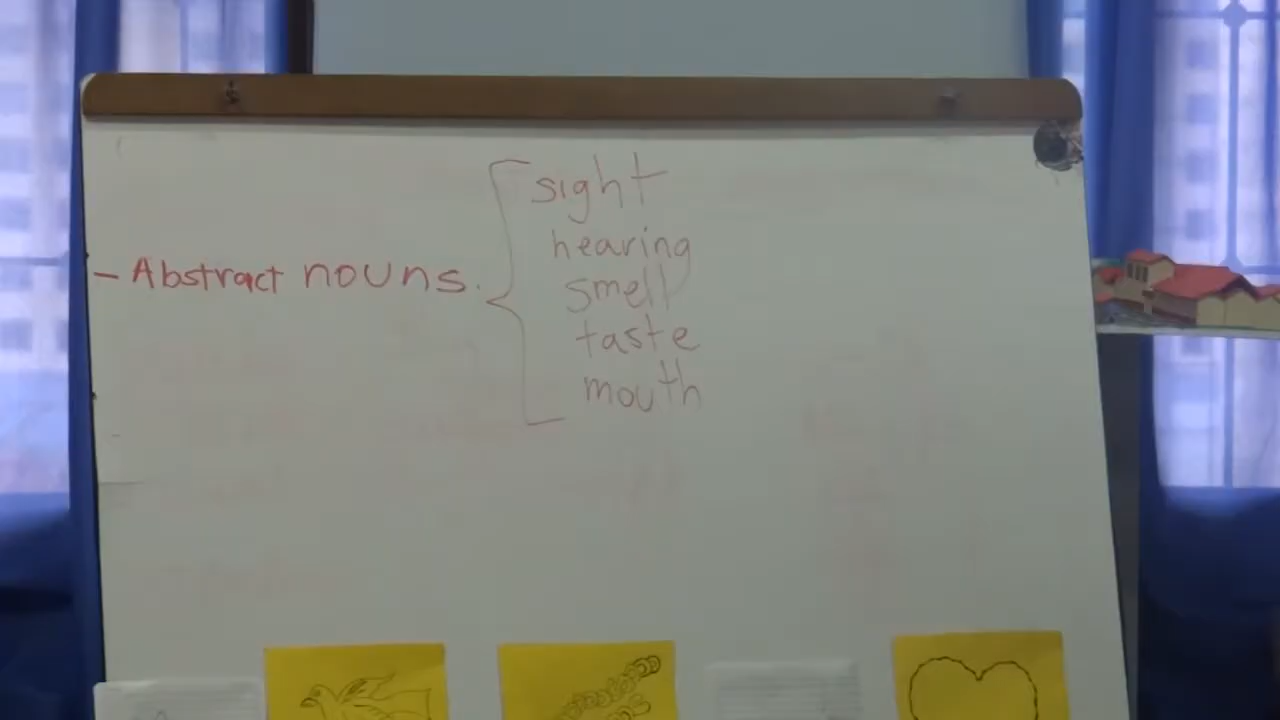 sight
hearing
- Abstract nouns.
smell
taste
mouth